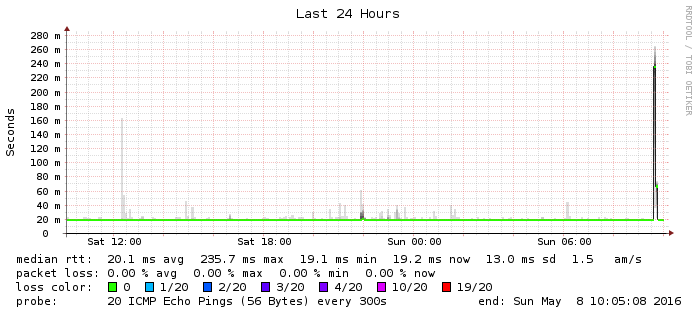 Last 24 Hours
RRDTOOL / TOBI OETIKER
Seconds
280 m
260 m
240 m
220 m
200 m
180 m
160 m
140 m
120 m
100 m
80 m
60 m
40 m
20 m
0
Sat 12:00 Sat 18:00 Sun 00:00 Sun 06:00
median rtt: 20.1 ms avg 235.7 ms max 19.1 ms min 19.2 ms now 13.0 ms sd 1.5 am/s
packet loss: 0.00 % avg 0.00 % max 0.00 % min 0.00 % now
loss color: 0 1/20 2/20 3/20 4/20 10/20 19/20
probe: 20 ICMP Echo Pings (56 Bytes) every 300s end: Sun May 8 10:05:08 2016